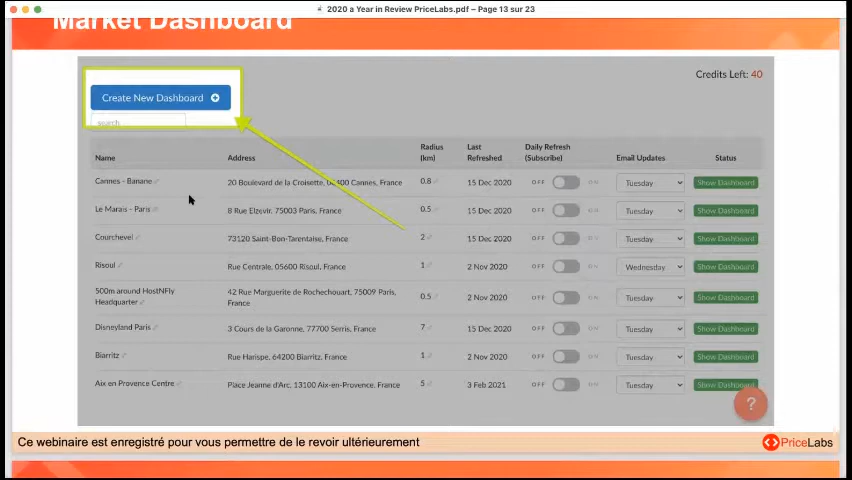 2020 a Year in Review PriceLabs.pdf – Page 13 sur 23
Market Dashboard
Credits Left: 40
Create New Dashboard
search
Name Address Radius (km) Last Refreshed Daily Refresh (Subscribe) Email Updates Status
Cannes - Banane 20 Boulevard de la Croisette, 06400 Cannes, France 0.8 15 Dec 2020 OFF ON Tuesday Show Dashboard
Le Marais - Paris 8 Rue Elzevir, 75003 Paris, France 0.5 15 Dec 2020 OFF ON Tuesday Show Dashboard
Courchevel 73120 Saint-Bon-Tarentaise, France 2 15 Dec 2020 OFF ON Tuesday Show Dashboard
Risoul Rue Centrale, 05600 Risoul, France 1 2 Nov 2020 OFF ON Wednesday Show Dashboard
500m around HostNFly Headquarter 42 Rue Marguerite de Rochechouart, 75009 Paris, France 0.5 2 Nov 2020 OFF ON Tuesday Show Dashboard
Disneyland Paris 3 Cours de la Garonne, 77700 Serris, France 7 15 Dec 2020 OFF ON Tuesday Show Dashboard
Biarritz Rue Harispe, 64200 Biarritz, France 1 2 Nov 2020 OFF ON Tuesday Show Dashboard
Aix en Provence Centre Place Jeanne d'Arc, 13100 Aix-en-Provence, France 5 3 Feb 2021 OFF ON Tuesday Show Dashboard
?
Ce webinaire est enregistré pour vous permettre de le revoir ultérieurement
PriceLabs